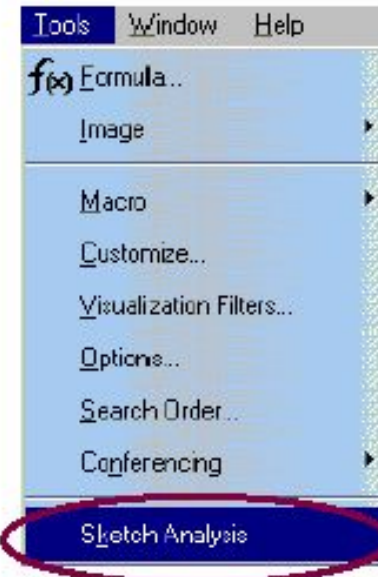 Tools Window Help
f(x) Formula...
Image
Macro
Customize...
Visualization Filters...
Options...
Search Order...
Conferencing
Sketch Analysis